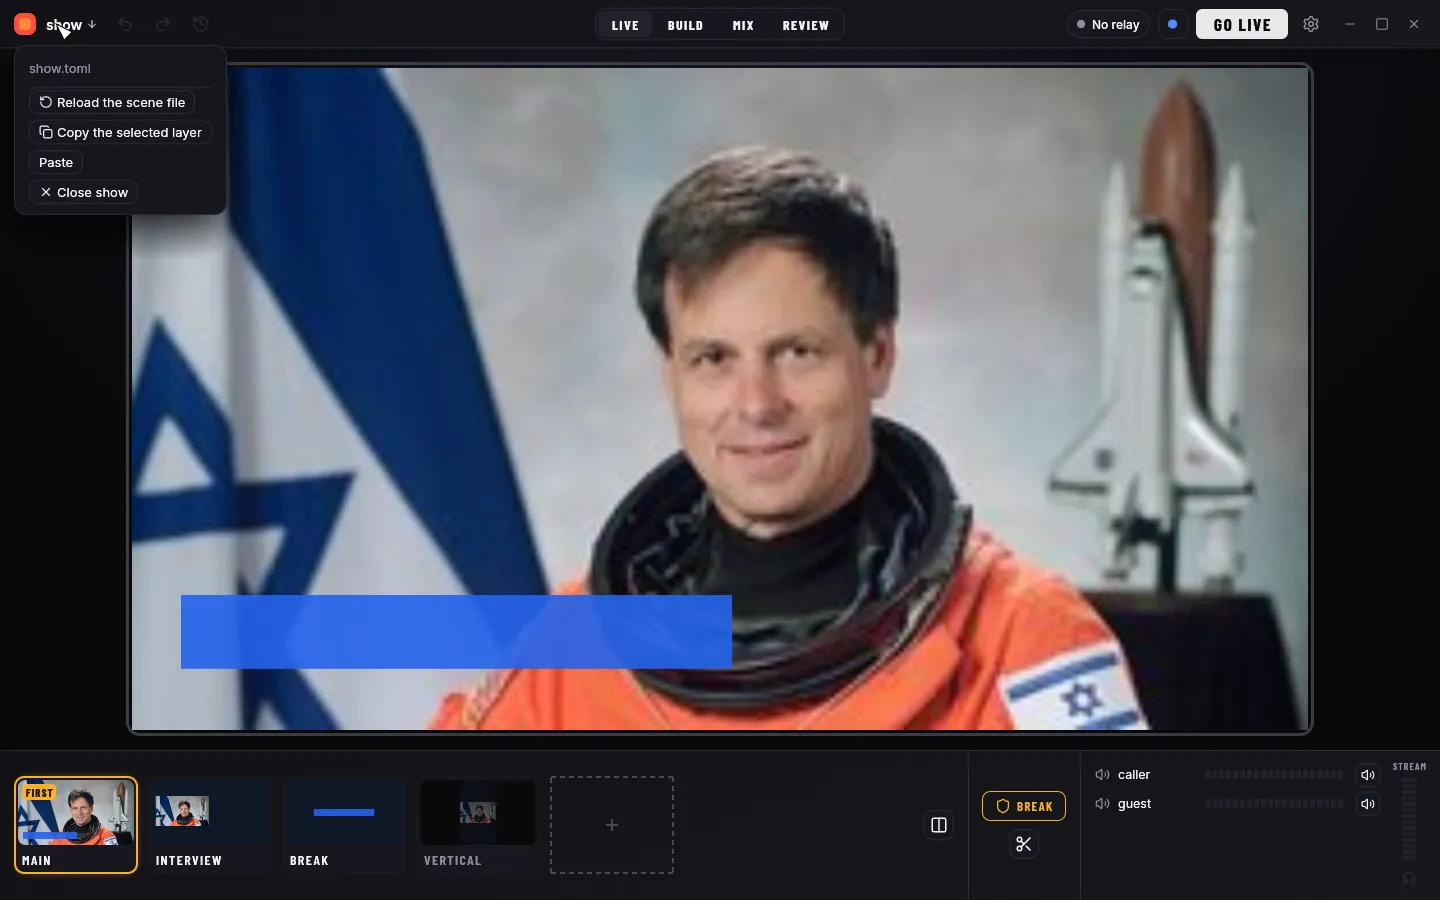 show
LIVE
BUILD
MIX
REVIEW
No relay
GO LIVE
show.toml
Reload the scene file
Copy the selected layer
Paste
Close show
FIRST
MAIN
INTERVIEW
BREAK
VERTICAL
BREAK
caller
guest
STREAM